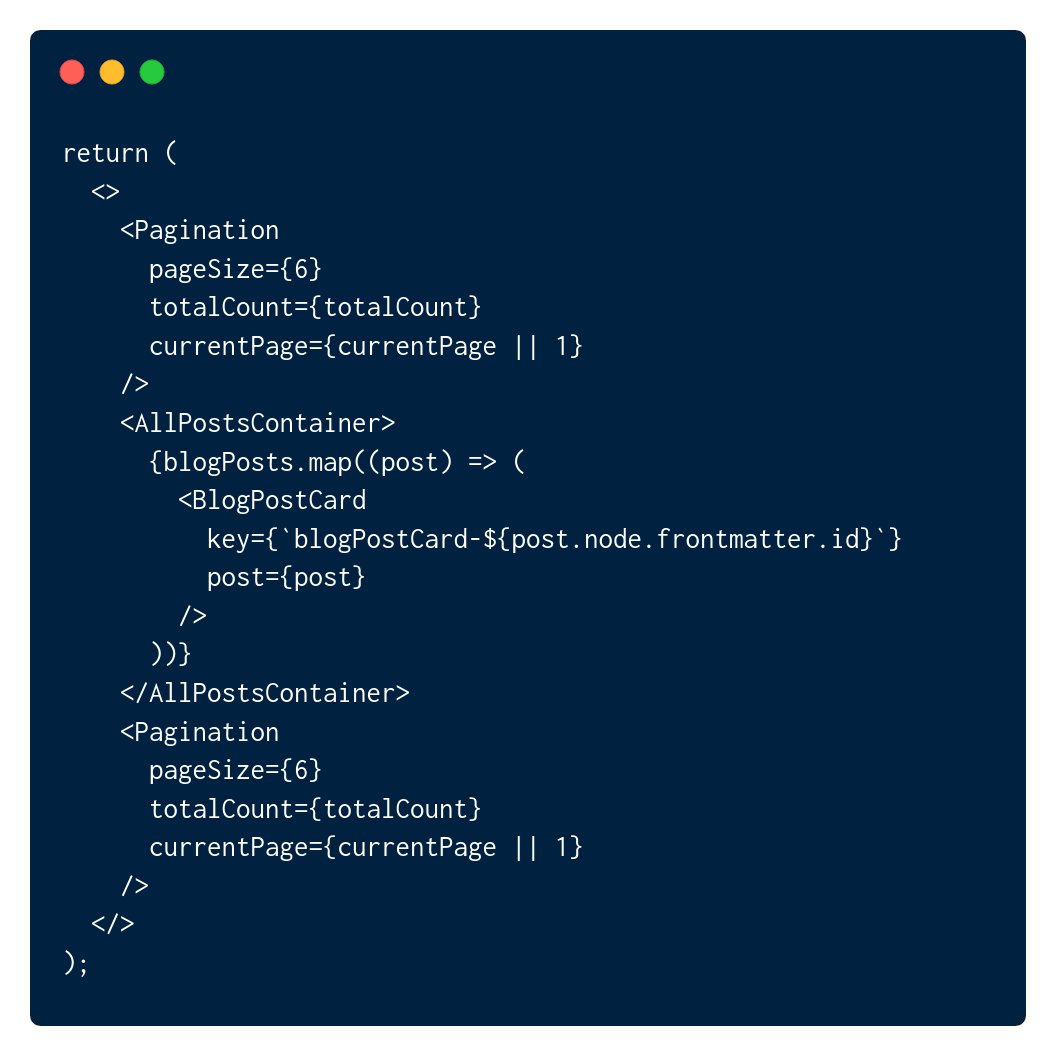 return (
  <>
    <Pagination
      pageSize={6}
      totalCount={totalCount}
      currentPage={currentPage || 1}
    />
    <AllPostsContainer>
      {blogPosts.map((post) => (
        <BlogPostCard
          key={`blogPostCard-${post.node.frontmatter.id}`}
          post={post}
        />
      ))}
    </AllPostsContainer>
    <Pagination
      pageSize={6}
      totalCount={totalCount}
      currentPage={currentPage || 1}
    />
  </>
);